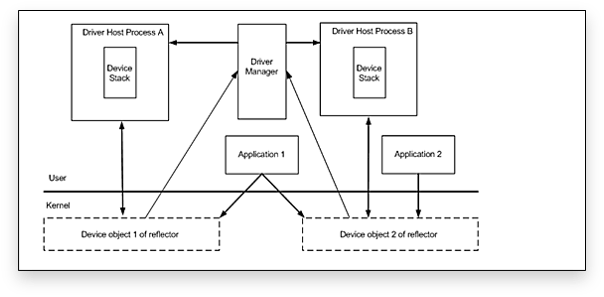 Driver Host Process A
Device
Stack
Driver
Manager
Driver Host Process B
Device
Stack
Application 1
Application 2
User
Kernel
Device object 1 of reflector
Device object 2 of reflector